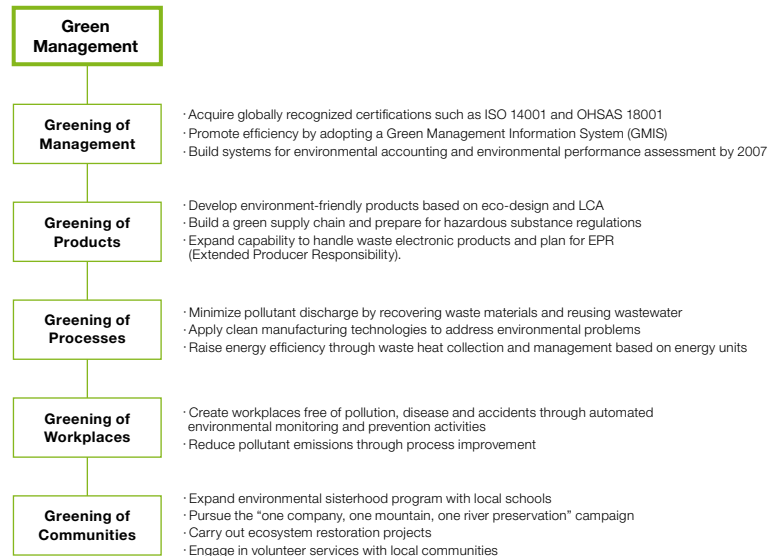 Green
Management
Greening of
Management
· Acquire globally recognized certifications such as ISO 14001 and OHSAS 18001
· Promote efficiency by adopting a Green Management Information System (GMIS)
· Build systems for environmental accounting and environmental performance assessment by 2007
Greening of
Products
· Develop environment-friendly products based on eco-design and LCA
· Build a green supply chain and prepare for hazardous substance regulations
· Expand capability to handle waste electronic products and plan for EPR
(Extended Producer Responsibility).
Greening of
Processes
· Minimize pollutant discharge by recovering waste materials and reusing wastewater
· Apply clean manufacturing technologies to address environmental problems
· Raise energy efficiency through waste heat collection and management based on energy units
Greening of
Workplaces
· Create workplaces free of pollution, disease and accidents through automated
environmental monitoring and prevention activities
· Reduce pollutant emissions through process improvement
Greening of
Communities
· Expand environmental sisterhood program with local schools
· Pursue the “one company, one mountain, one river preservation” campaign
· Carry out ecosystem restoration projects
· Engage in volunteer services with local communities